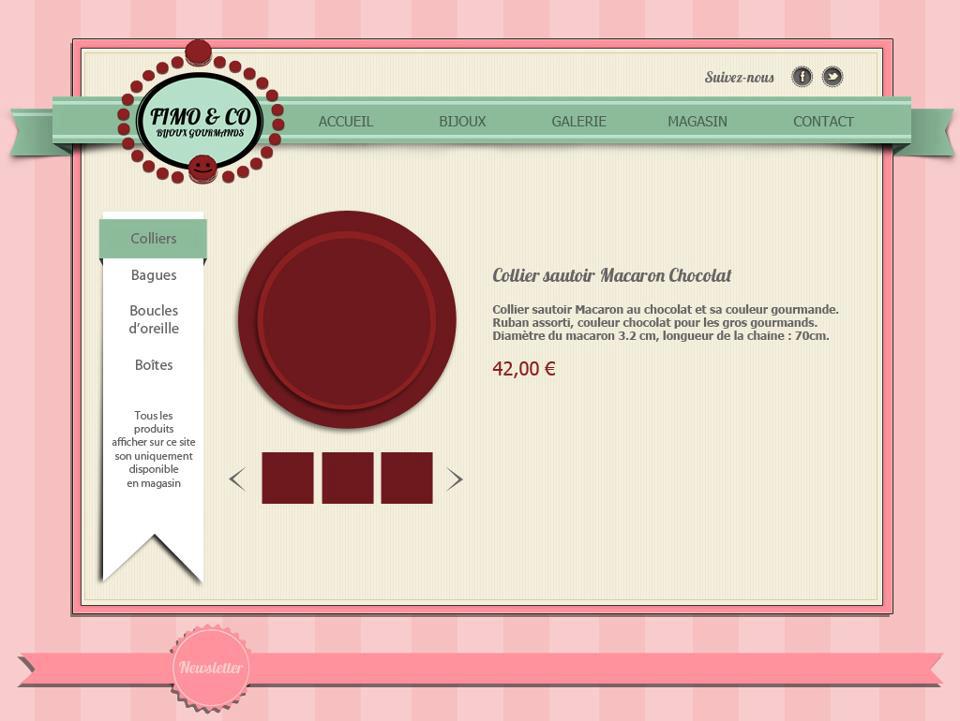 Suivez-nous
FIMO & CO
BIJOUX GOURMANDS
ACCUEIL BIJOUX GALERIE MAGASIN CONTACT
Colliers
Bagues
Boucles
d'oreille
Boîtes
Tous les
produits
afficher sur ce site
son uniquement
disponible
en magasin
Collier sautoir Macaron Chocolat
Collier sautoir Macaron au chocolat et sa couleur gourmande.
Ruban assorti, couleur chocolat pour les gros gourmands.
Diamètre du macaron 3.2 cm, longueur de la chaine : 70cm.
42,00 €
Newsletter